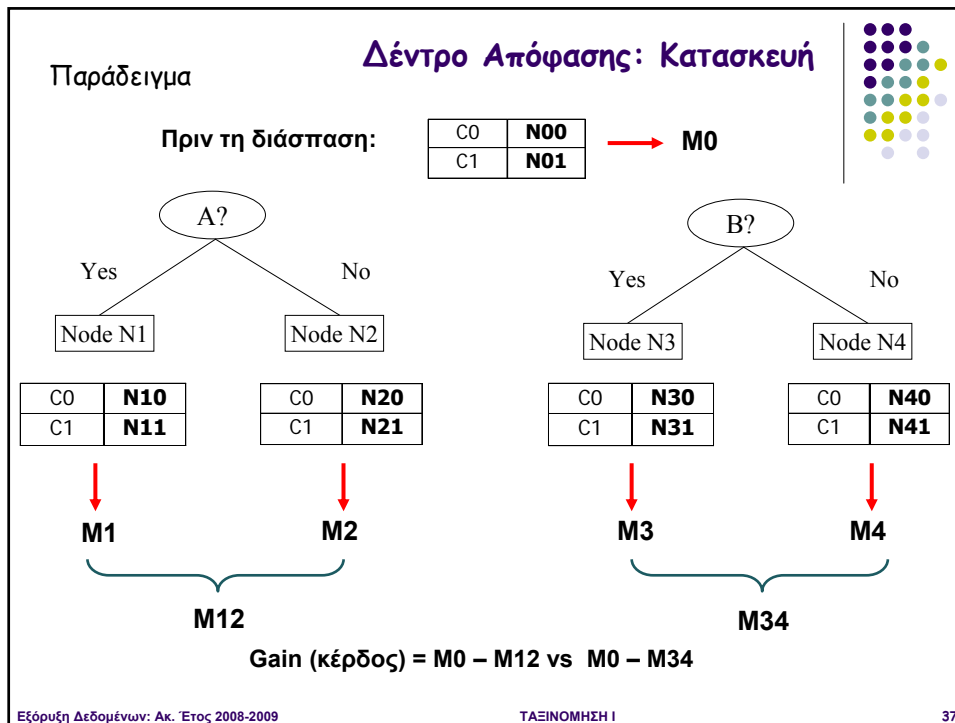 Δέντρο Απόφασης: Κατασκευή
Παράδειγμα
Πριν τη διάσπαση:
C0 N00
C1 N01
M0
A?
B?
Yes
No
Yes
No
Node N1
Node N2
Node N3
Node N4
C0 N10
C1 N11
C0 N20
C1 N21
C0 N30
C1 N31
C0 N40
C1 N41
M1
M2
M3
M4
M12
M34
Gain (κέρδος) = M0 – M12 vs M0 – M34
Εξόρυξη Δεδομένων: Ακ. Έτος 2008-2009
ΤΑΞΙΝΟΜΗΣΗ Ι
37